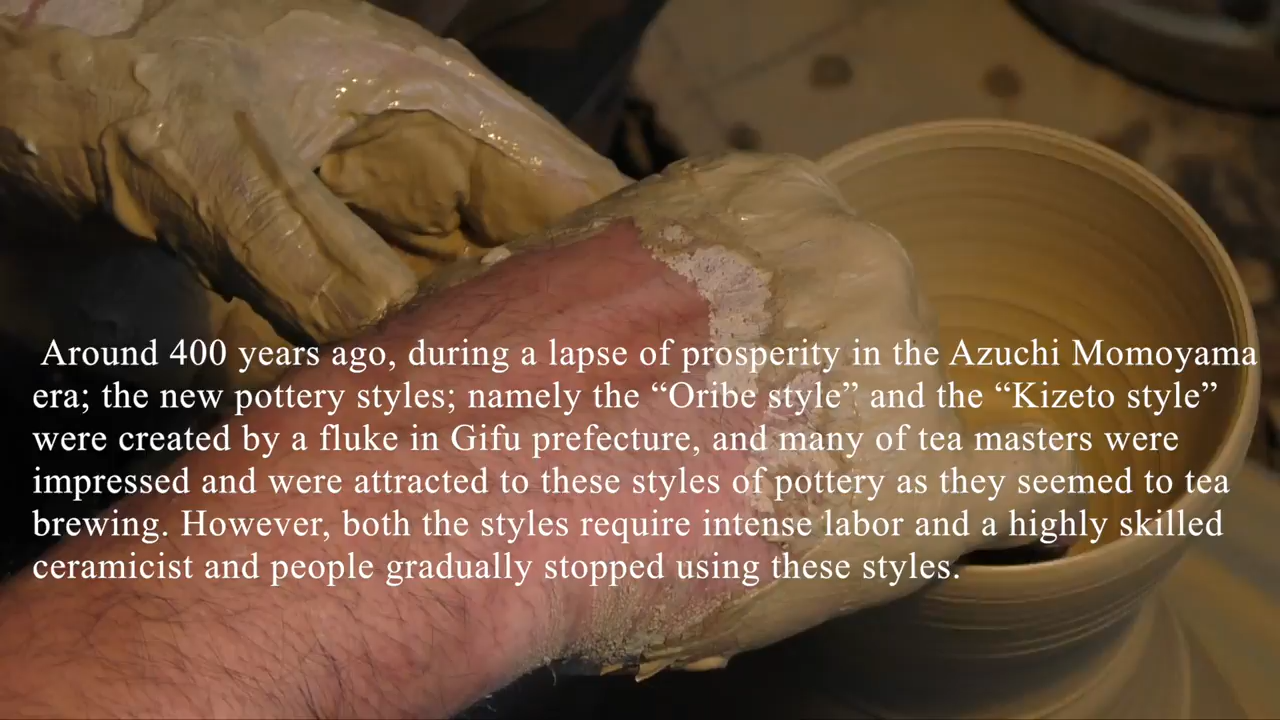 Around 400 years ago, during a lapse of prosperity in the Azuchi Momoyama
era; the new pottery styles; namely the “Oribe style” and the “Kizeto style”
were created by a fluke in Gifu prefecture, and many of tea masters were
impressed and were attracted to these styles of pottery as they seemed to tea
brewing. However, both the styles require intense labor and a highly skilled
ceramicist and people gradually stopped using these styles.